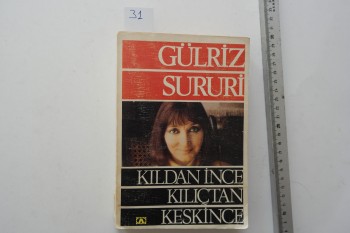 31
GÜLRİZ
SURURİ
KILDAN İNCE
KILIÇTAN
KESKİNCE